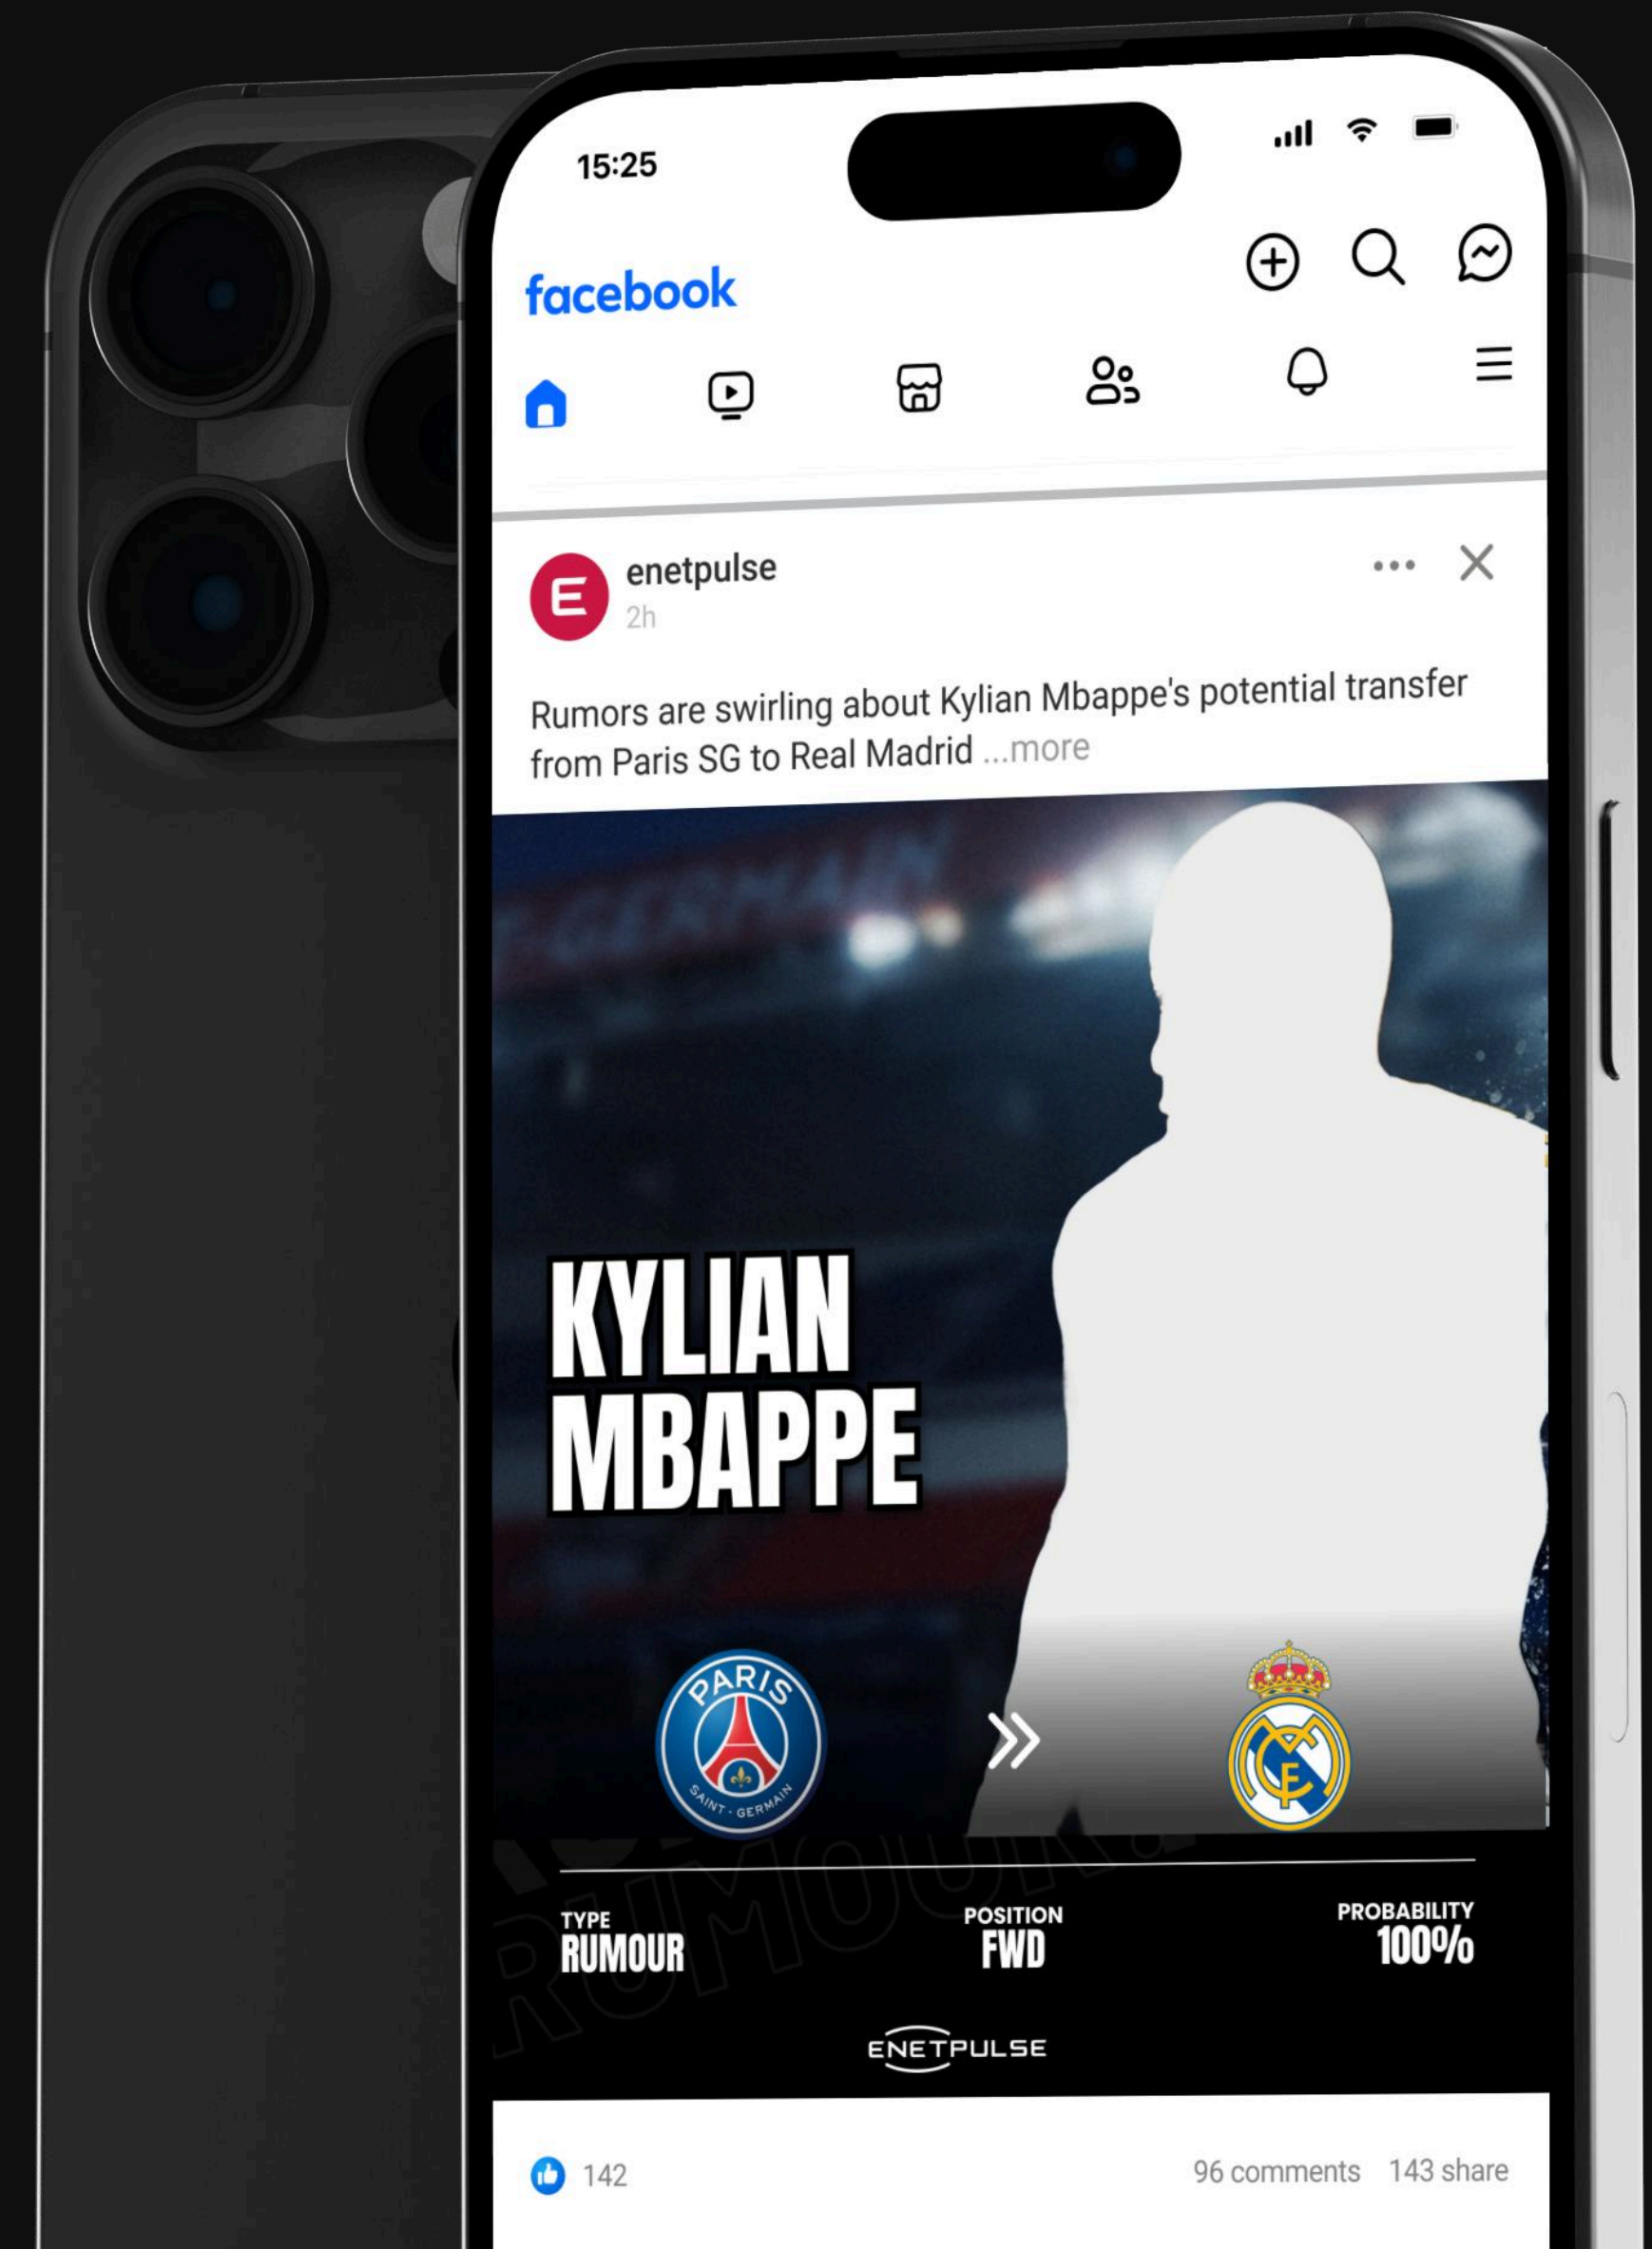 15:25
facebook
E
enetpulse
2h
Rumors are swirling about Kylian Mbappe's potential transfer
from Paris SG to Real Madrid ...more
KYLIAN
MBAPPE
PARIS
SAINT-GERMAIN
RUMOUR
TYPE
RUMOUR
POSITION
FWD
PROBABILITY
100%
ENETPULSE
142
96 comments 143 share